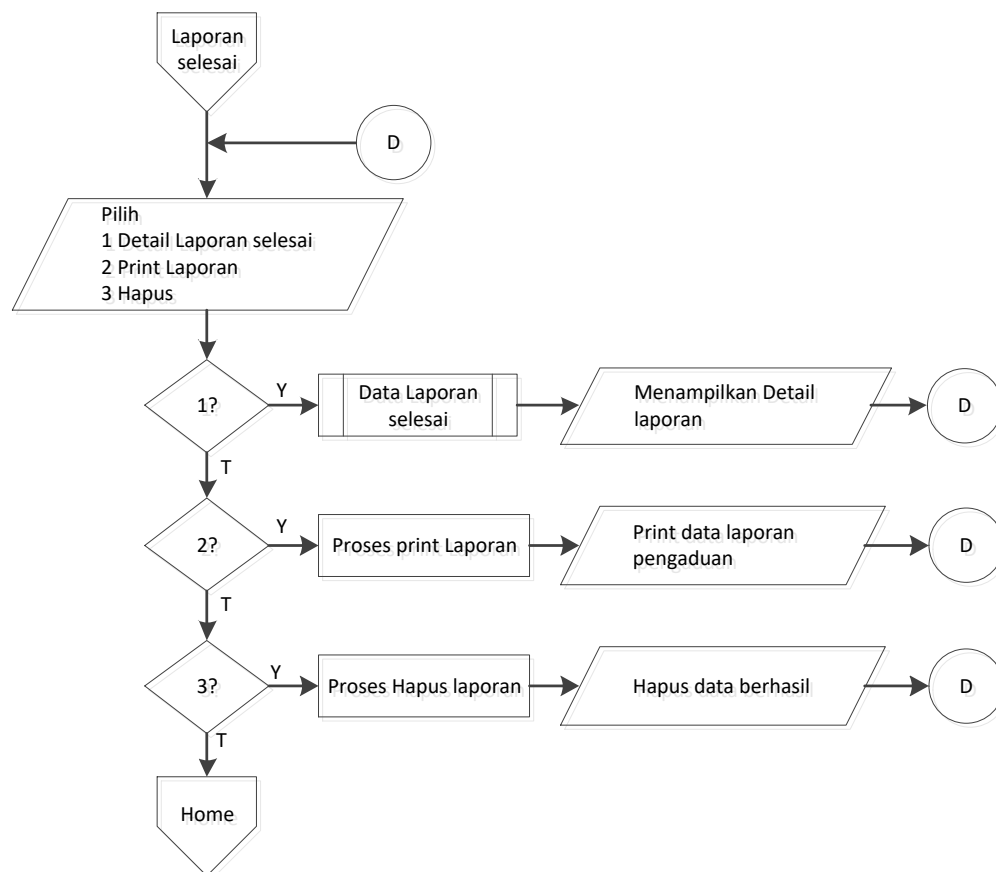 Laporan
selesai
D
Pilih
1 Detail Laporan selesai
2 Print Laporan
3 Hapus
1?
Y
Data Laporan
selesai
Menampilkan Detail
laporan
D
T
2?
Y
Proses print Laporan
Print data laporan
pengaduan
D
T
3?
Y
Proses Hapus laporan
Hapus data berhasil
D
T
Home